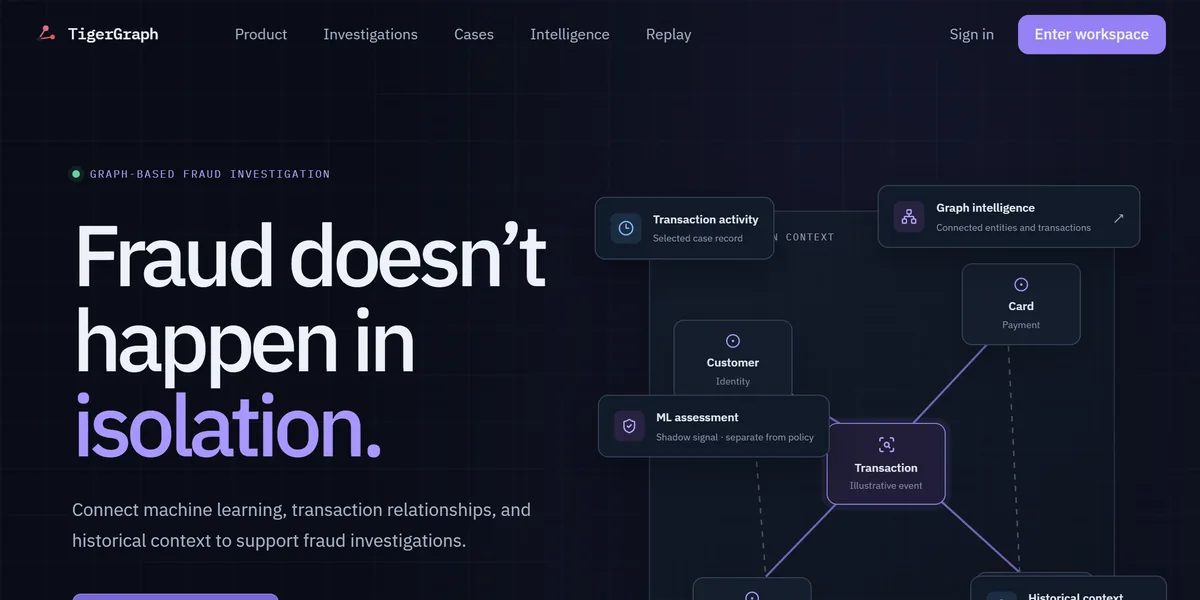 TigerGraph
Product
Investigations
Cases
Intelligence
Replay
Sign in
Enter workspace
GRAPH-BASED FRAUD INVESTIGATION
Fraud doesn’t
happen in
isolation.
Connect machine learning, transaction relationships, and
historical context to support fraud investigations.
Transaction activity
Selected case record
CONTEXT
Graph intelligence
Connected entities and transactions
↗
Card
Payment
Customer
Identity
ML assessment
Shadow signal · separate from policy
Transaction
Illustrative event
Historical context